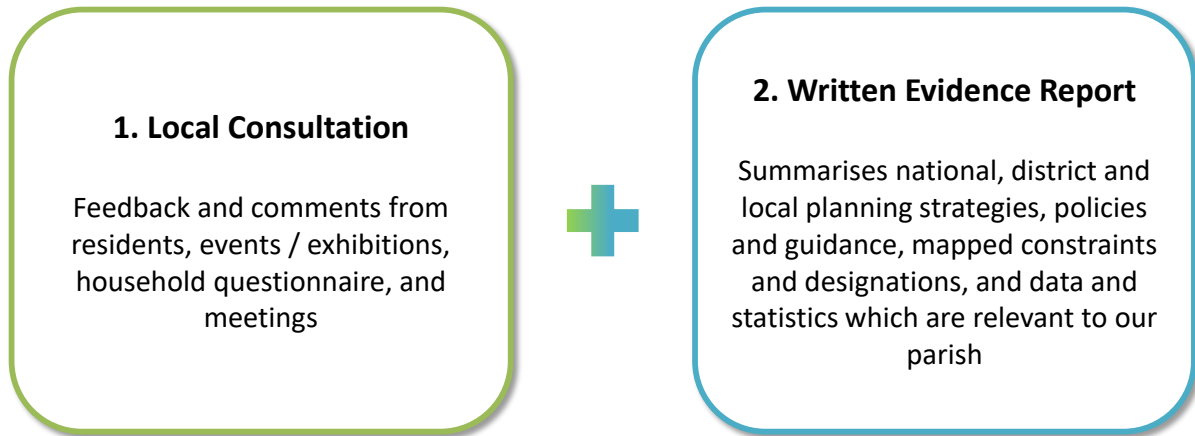 1. Local Consultation
Feedback and comments from
residents, events / exhibitions,
household questionnaire, and
meetings
2. Written Evidence Report
Summarises national, district and
local planning strategies, policies
and guidance, mapped constraints
and designations, and data and
statistics which are relevant to our
parish